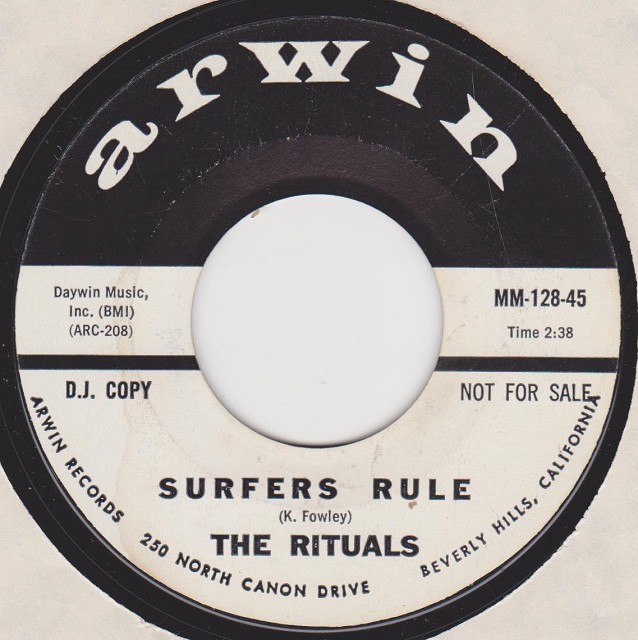 arwin
Daywin Music,
Inc. (BMI)
(ARC-208)
MM-128-45
Time 2:38
D.J. COPY
NOT FOR SALE
SURFERS RULE
(K. Fowley)
THE RITUALS
ARWIN RECORDS 250 NORTH CANON DRIVE BEVERLY HILLS, CALIFORNIA